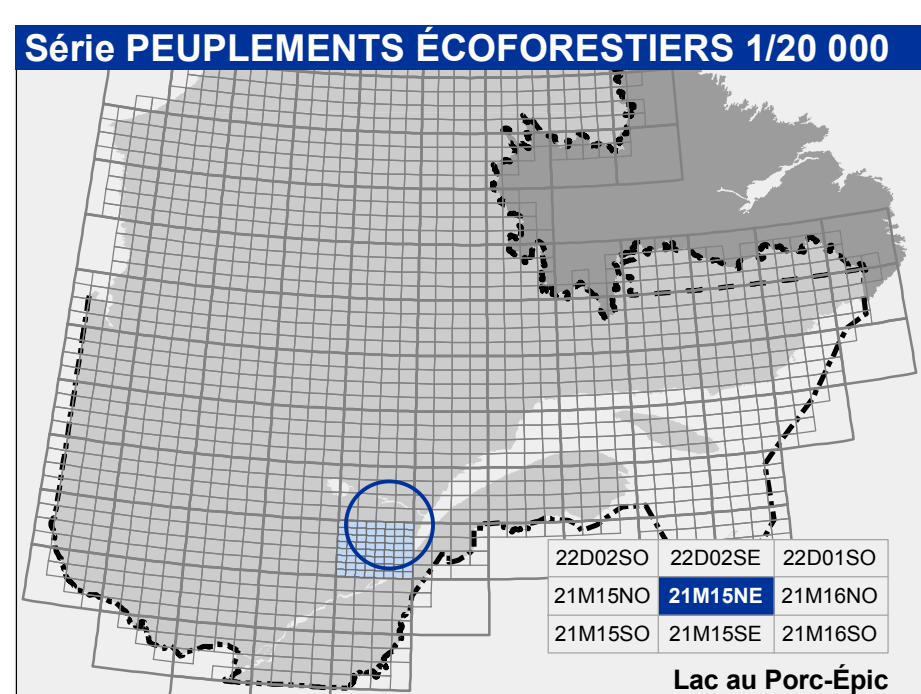 Série PEUPLEMENTS ÉCOFORESTIERS 1/20 000
22D02SO 22D02SE 22D01SO
21M15NO 21M15NE 21M16NO
21M15SO 21M15SE 21M16SO
Lac au Porc-Épic